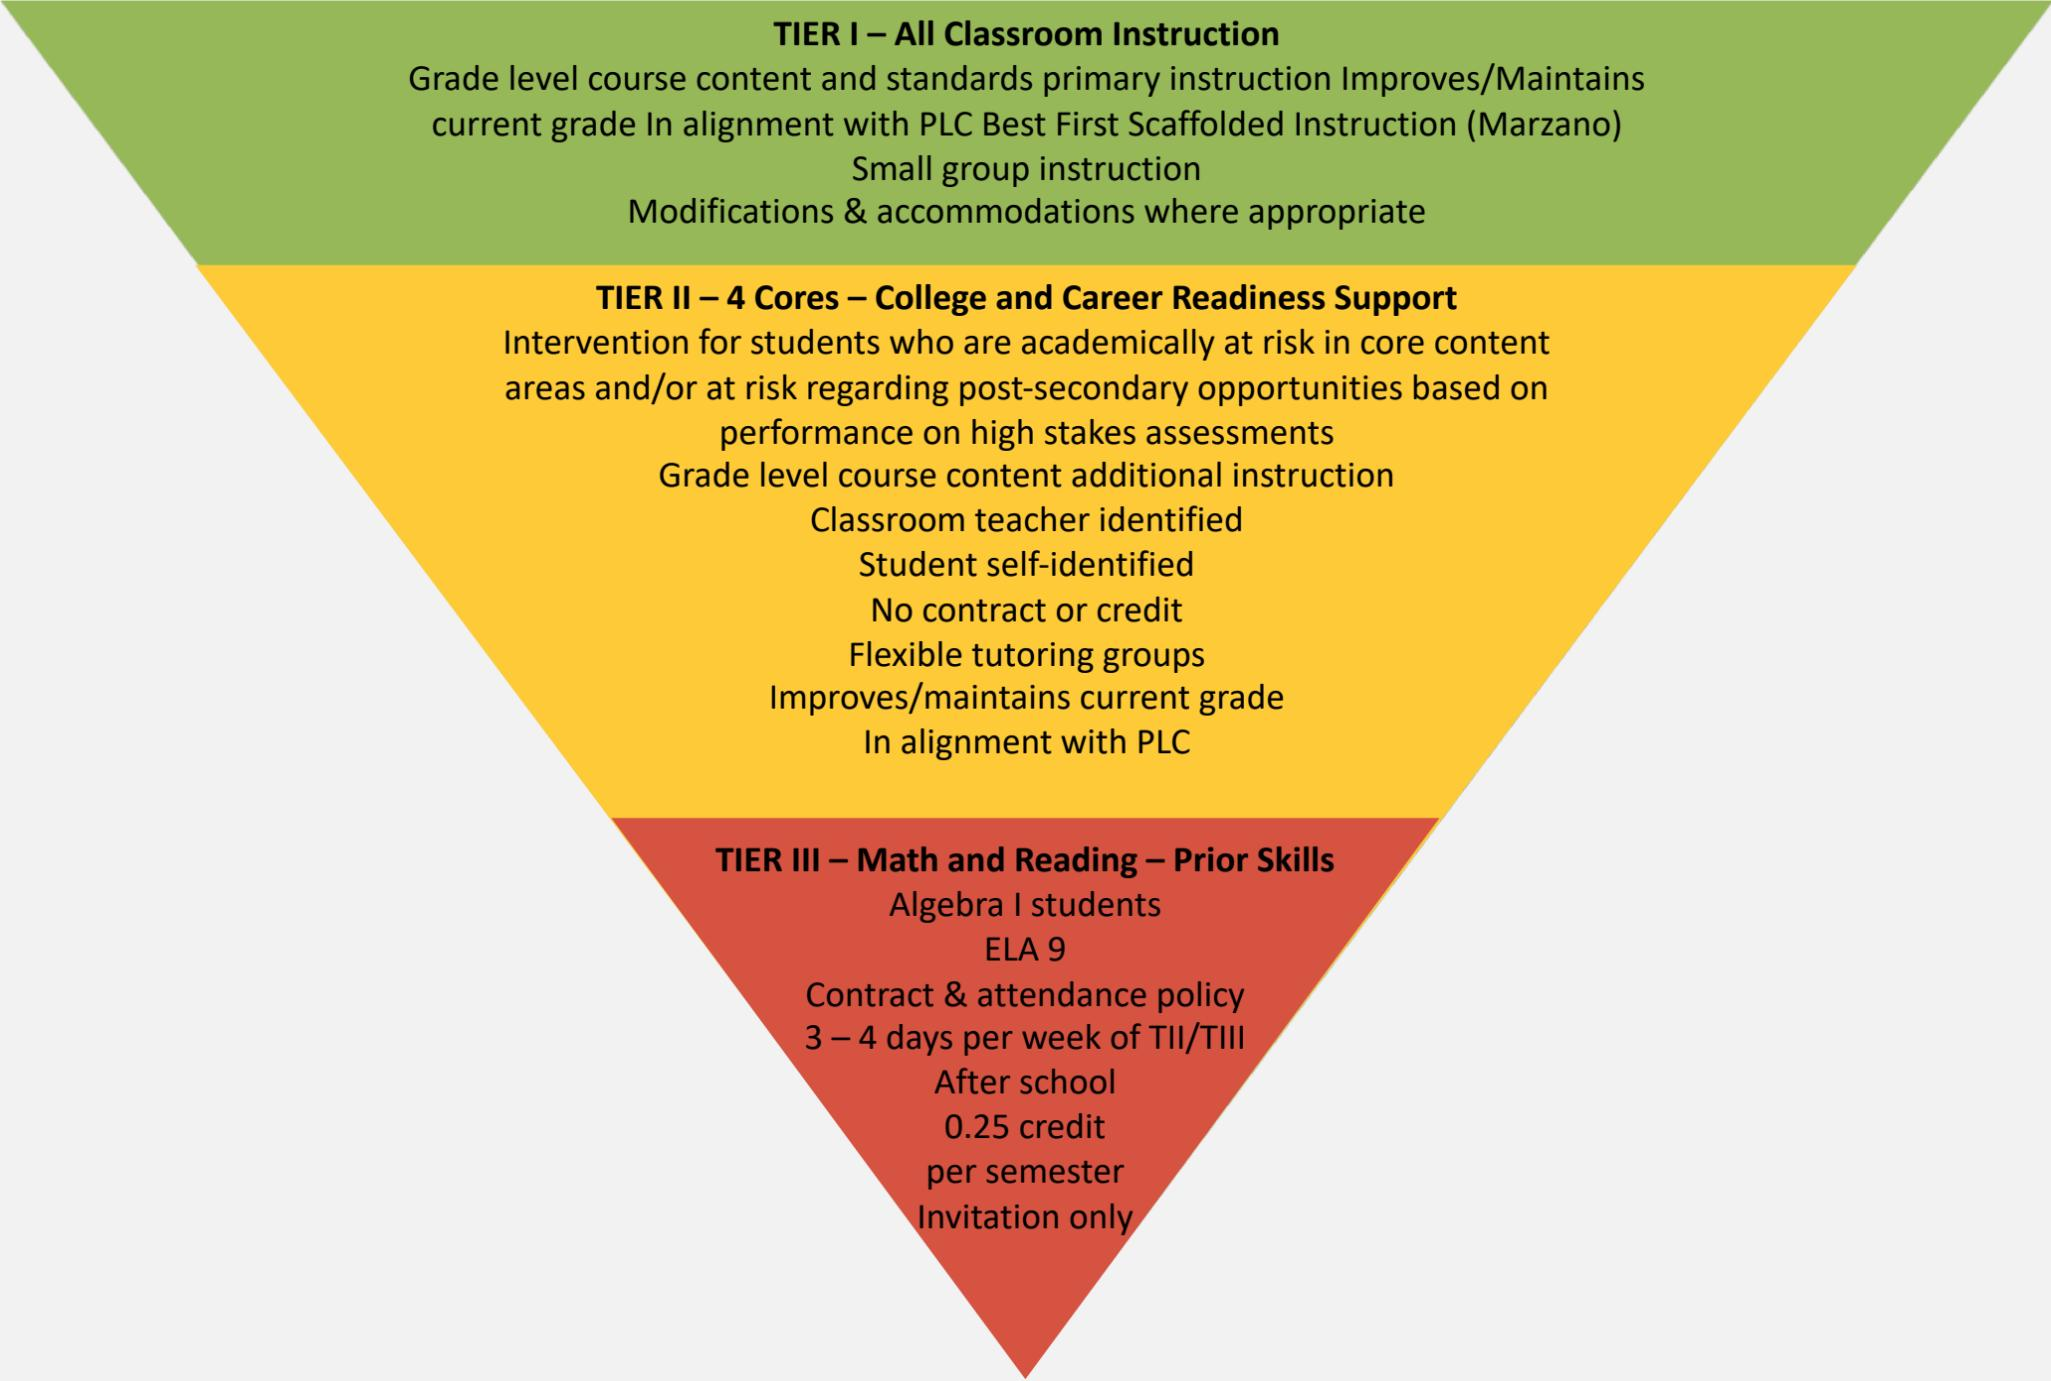 TIER I – All Classroom Instruction
Grade level course content and standards primary instruction Improves/Maintains
current grade In alignment with PLC Best First Scaffolded Instruction (Marzano)
Small group instruction
Modifications & accommodations where appropriate
TIER II – 4 Cores – College and Career Readiness Support
Intervention for students who are academically at risk in core content
areas and/or at risk regarding post-secondary opportunities based on
performance on high stakes assessments
Grade level course content additional instruction
Classroom teacher identified
Student self-identified
No contract or credit
Flexible tutoring groups
Improves/maintains current grade
In alignment with PLC
TIER III – Math and Reading – Prior Skills
Algebra I students
ELA 9
Contract & attendance policy
3 – 4 days per week of TII/TIII
After school
0.25 credit
per semester
Invitation only